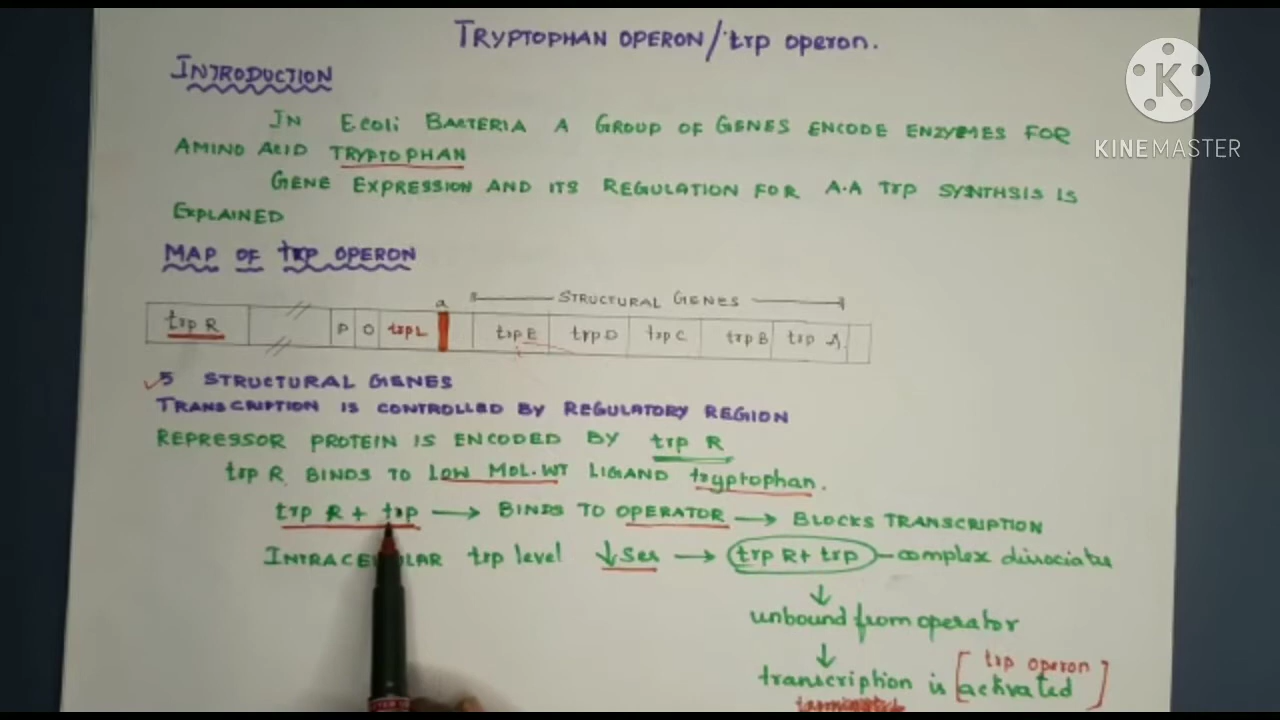 TRYPTOPHAN OPERON/trp operon.
INTRODUCTION
K
KINEMASTER
IN Ecoli BACTERIA A GROUP OF GENES ENCODE ENZYMES FOR
AMINO ACID TRYPTOPHAN
GENE EXPRESSION AND ITS REGULATION FOR A.A TRP SYNTHSIS IS
EXPLAINED
MAP OF trp OPERON
a
STRUCTURAL GENES
trp R P O trpL trp E trp D trp C trp B trp A
5 STRUCTURAL GENES
TRANSCRIPTION IS CONTROLLED BY REGULATORY REGION
REPRESSOR PROTEIN IS ENCODED BY trp R
trp R BINDS TO LOW MOL.WT LIGAND tryptophan.
trp R + trp → BINDS TO OPERATOR → BLOCKS TRANSCRIPTION
trp level ↓ses → trp R + trp - complex dissociates
↓
unbound from operator
↓
[trp operon]
transcription is activated